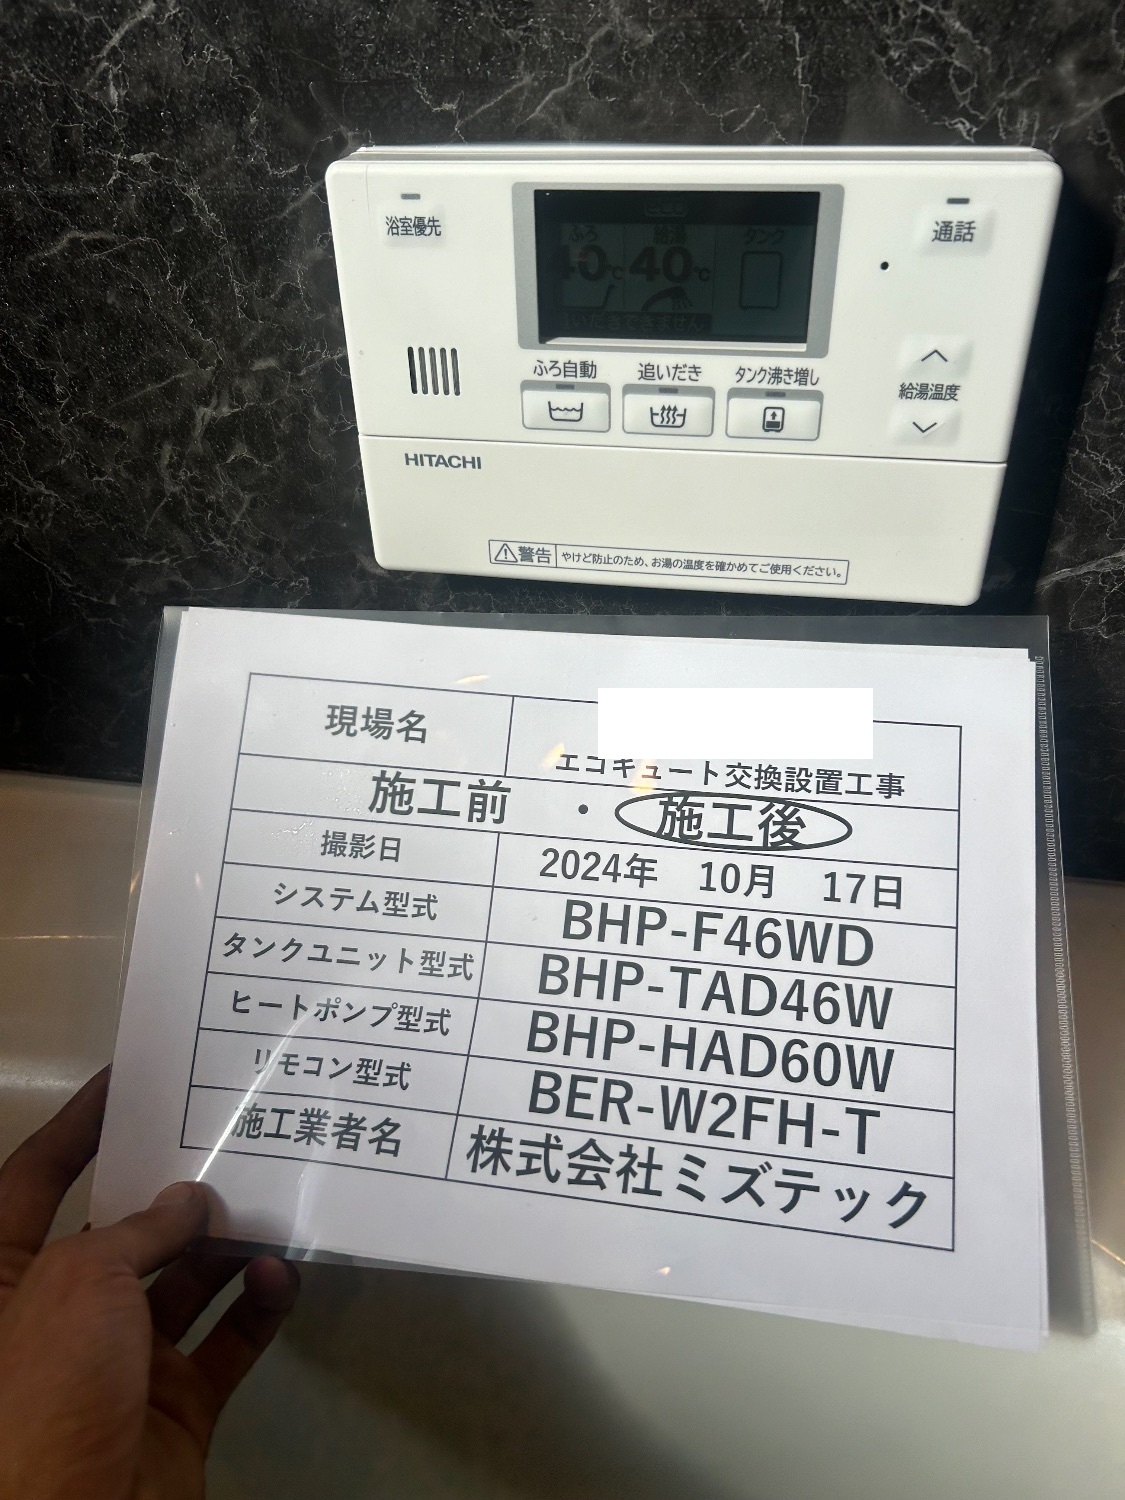 浴室優先
通話
eco
ふろ 給湯 タンク
40℃ 40℃
ふろ自動 追いだき タンク沸き増し
給湯温度
HITACHI
警告 やけど防止のため、お湯の温度を確かめてご使用ください。
現場名
エコキュート交換設置工事
施工前 ・ 施工後
撮影日 2024年 10月 17日
システム型式 BHP-F46WD
タンクユニット型式 BHP-TAD46W
ヒートポンプ型式 BHP-HAD60W
リモコン型式 BER-W2FH-T
施工業者名 株式会社ミズテック